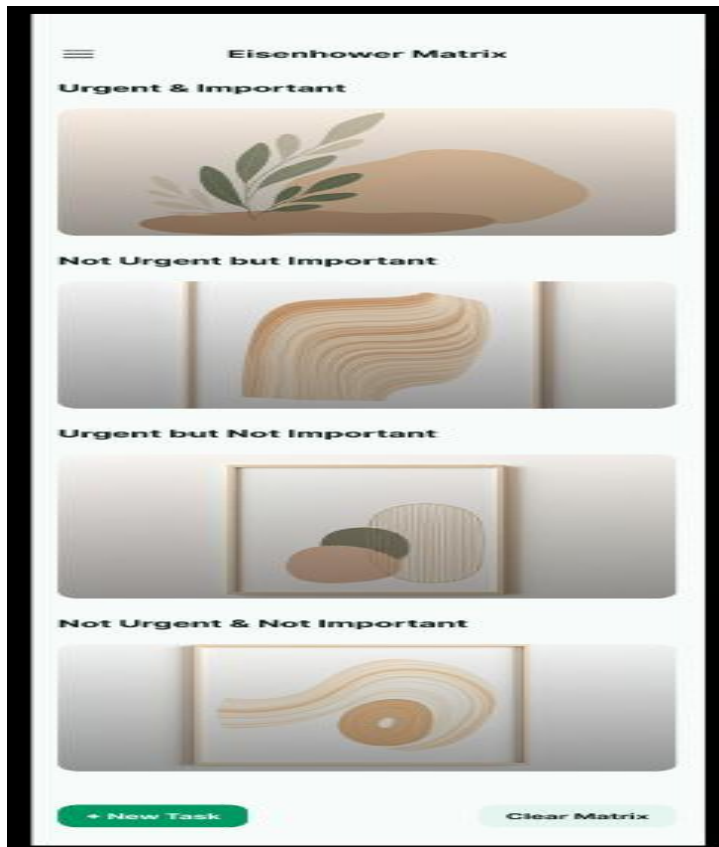 Eisenhower Matrix
Urgent & Important
Not Urgent but Important
Urgent but Not Important
Not Urgent & Not Important
+ New Task
Clear Matrix